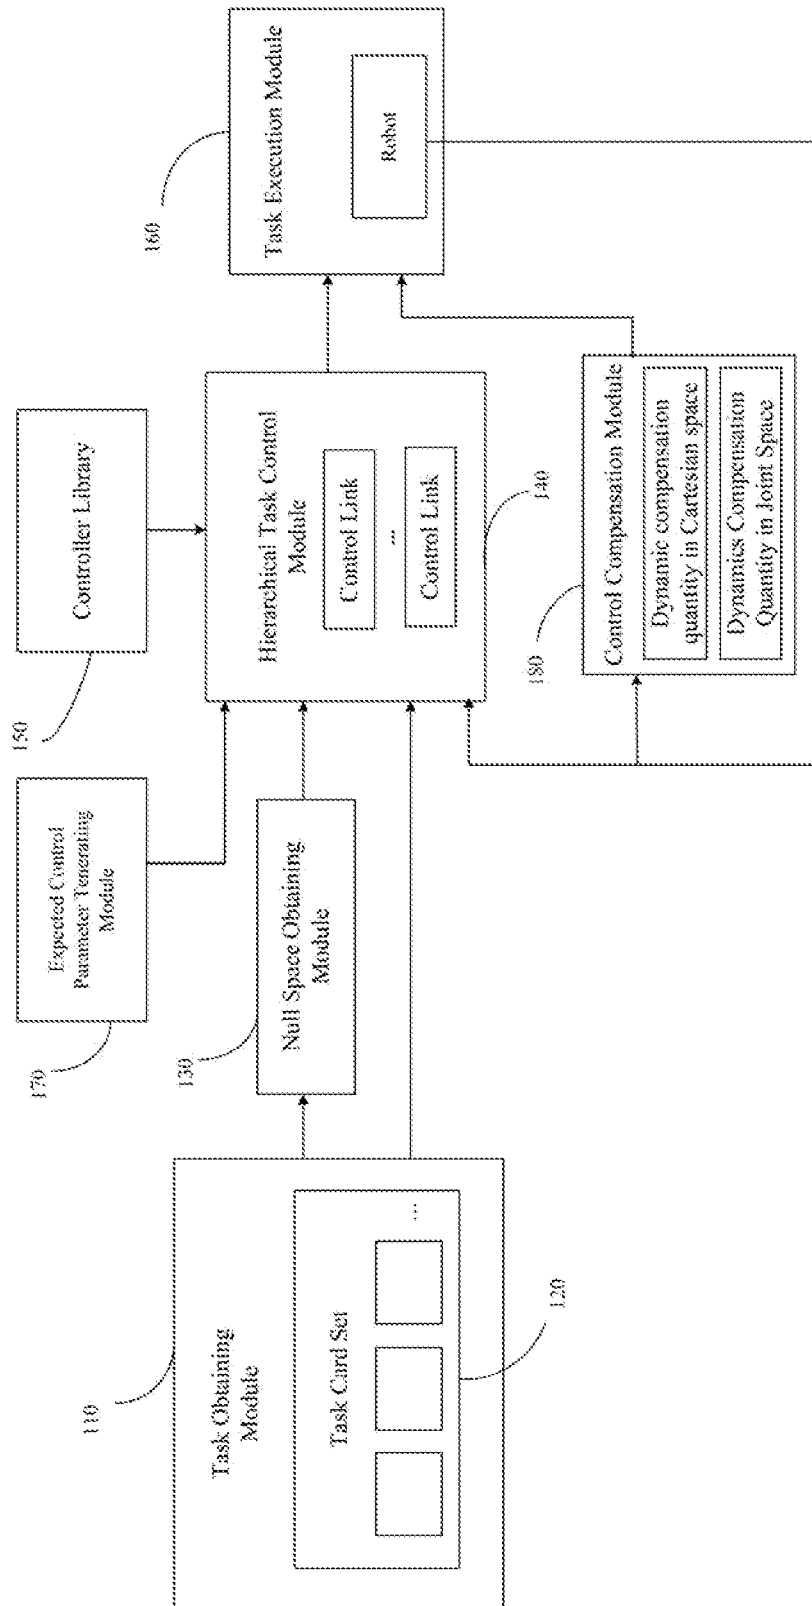 110
Task Obtaining
Module
Task Card Set
...
120
170
Expected Control
Parameter Tenerating
Module
130
Null Space Obtaining
Module
150
Controller Library
Hierarchical Task Control
Module
Control Link
...
Control Link
140
180
Control Compensation Module
Dynamic compensation
quantity in Cartesian space
Dynamics Compensation
Quantity in Joint Space
160
Task Execution Module
Robot